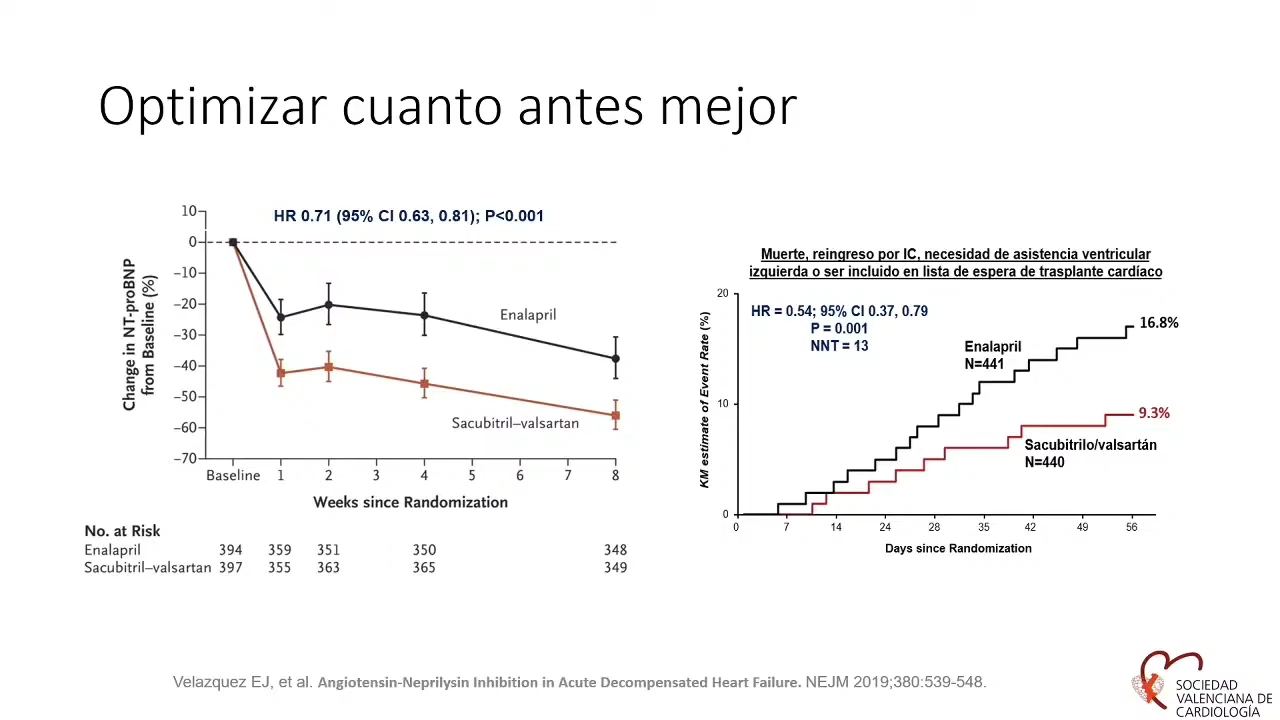 Optimizar cuanto antes mejor
HR 0.71 (95% CI 0.63, 0.81); P<0.001
Change in NT-proBNP
from Baseline (%)
10
0
−10
−20
−30
−40
−50
−60
−70
Enalapril
Sacubitril–valsartan
Baseline 1 2 3 4 5 6 7 8
Weeks since Randomization
No. at Risk
Enalapril 394 359 351 350 348
Sacubitril–valsartan 397 355 363 365 349
Muerte, reingreso por IC, necesidad de asistencia ventricular
izquierda o ser incluido en lista de espera de trasplante cardíaco
KM estimate of Event Rate (%)
20
10
0
HR = 0.54; 95% CI 0.37, 0.79
P = 0.001
NNT = 13
Enalapril
N=441
16.8%
9.3%
Sacubitrilo/valsartán
N=440
0 7 14 24 28 35 42 49 56
Days since Randomization
Velazquez EJ, et al. Angiotensin-Neprilysin Inhibition in Acute Decompensated Heart Failure. NEJM 2019;380:539-548.
SOCIEDAD
VALENCIANA DE
CARDIOLOGÍA